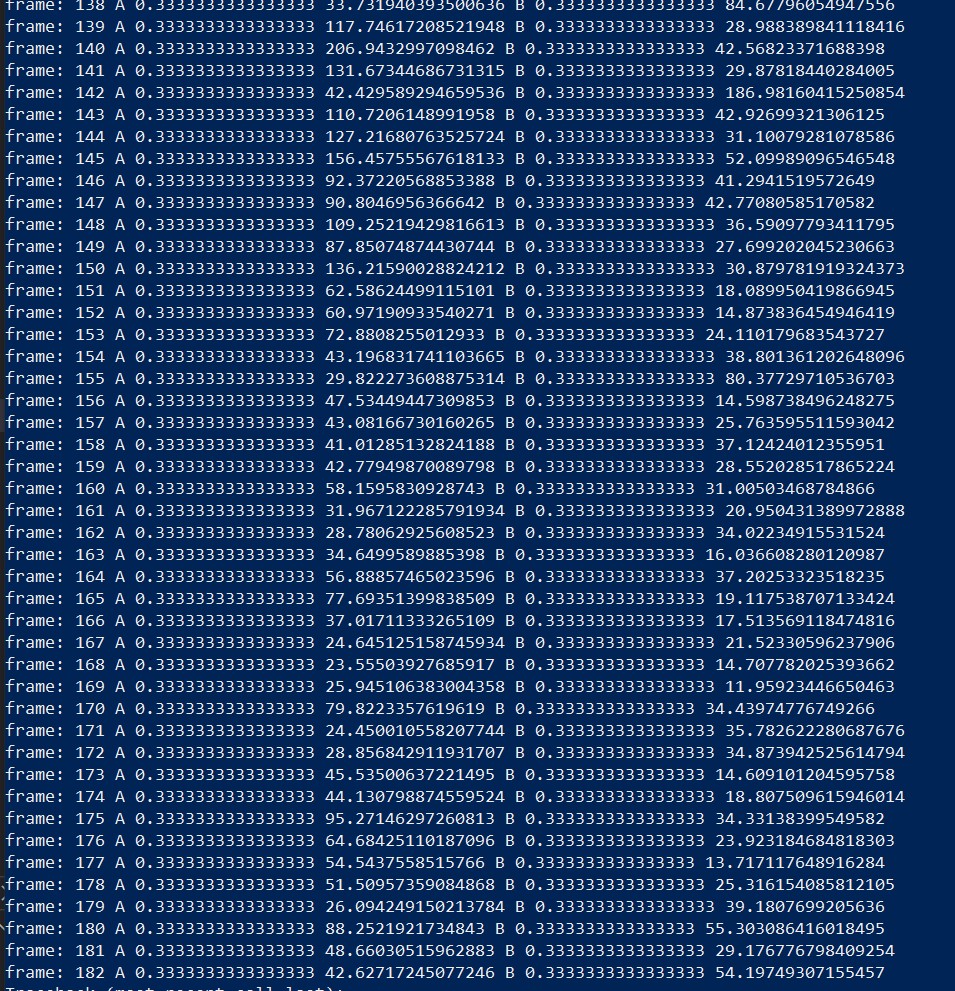 frame: 138 A 0.3333333333333333 33.731940393500636 B 0.3333333333333333 84.67796054947556
frame: 139 A 0.3333333333333333 117.74617208521948 B 0.3333333333333333 28.988389841118416
frame: 140 A 0.3333333333333333 206.9432997098462 B 0.3333333333333333 42.56823371688398
frame: 141 A 0.3333333333333333 131.67344686731315 B 0.3333333333333333 29.87818440284005
frame: 142 A 0.3333333333333333 42.429589294659536 B 0.3333333333333333 186.98160415250854
frame: 143 A 0.3333333333333333 110.7206148991958 B 0.3333333333333333 42.92699321306125
frame: 144 A 0.3333333333333333 127.21680763525724 B 0.3333333333333333 31.10079281078586
frame: 145 A 0.3333333333333333 156.45755567618133 B 0.3333333333333333 52.09989096546548
frame: 146 A 0.3333333333333333 92.37220568853388 B 0.3333333333333333 41.2941519572649
frame: 147 A 0.3333333333333333 90.8046956366642 B 0.3333333333333333 42.77080585170582
frame: 148 A 0.3333333333333333 109.25219429816613 B 0.3333333333333333 36.59097793411795
frame: 149 A 0.3333333333333333 87.85074874430744 B 0.3333333333333333 27.699202045230663
frame: 150 A 0.3333333333333333 136.21590028824212 B 0.3333333333333333 30.879781919324373
frame: 151 A 0.3333333333333333 62.58624499115101 B 0.3333333333333333 18.089950419866945
frame: 152 A 0.3333333333333333 60.97190933540271 B 0.3333333333333333 14.873836454946419
frame: 153 A 0.3333333333333333 72.8808255012933 B 0.3333333333333333 24.110179683543727
frame: 154 A 0.3333333333333333 43.196831741103665 B 0.3333333333333333 38.801361202648096
frame: 155 A 0.3333333333333333 29.822273608875314 B 0.3333333333333333 80.37729710536703
frame: 156 A 0.3333333333333333 47.53449447309853 B 0.3333333333333333 14.598738496248275
frame: 157 A 0.3333333333333333 43.08166730160265 B 0.3333333333333333 25.763595511593042
frame: 158 A 0.3333333333333333 41.01285132824188 B 0.3333333333333333 37.12424012355951
frame: 159 A 0.3333333333333333 42.77949870089798 B 0.3333333333333333 28.552028517865224
frame: 160 A 0.3333333333333333 58.1595830928743 B 0.3333333333333333 31.00503468784866
frame: 161 A 0.3333333333333333 31.967122285791934 B 0.3333333333333333 20.950431389972888
frame: 162 A 0.3333333333333333 28.78062925608523 B 0.3333333333333333 34.02234915531524
frame: 163 A 0.3333333333333333 34.6499589885398 B 0.3333333333333333 16.036608280120987
frame: 164 A 0.3333333333333333 56.88857465023596 B 0.3333333333333333 37.20253323518235
frame: 165 A 0.3333333333333333 77.69351399838509 B 0.3333333333333333 19.117538707133424
frame: 166 A 0.3333333333333333 37.01711333265109 B 0.3333333333333333 17.513569118474816
frame: 167 A 0.3333333333333333 24.645125158745934 B 0.3333333333333333 21.52330596237906
frame: 168 A 0.3333333333333333 23.55503927685917 B 0.3333333333333333 14.707782025393662
frame: 169 A 0.3333333333333333 25.945106383004358 B 0.3333333333333333 11.95923446650463
frame: 170 A 0.3333333333333333 79.8223357619619 B 0.3333333333333333 34.43974776749266
frame: 171 A 0.3333333333333333 24.450010558207744 B 0.3333333333333333 35.782622280687676
frame: 172 A 0.3333333333333333 28.856842911931707 B 0.3333333333333333 34.873942525614794
frame: 173 A 0.3333333333333333 45.53500637221495 B 0.3333333333333333 14.609101204595758
frame: 174 A 0.3333333333333333 44.130798874559524 B 0.3333333333333333 18.807509615946014
frame: 175 A 0.3333333333333333 95.27146297260813 B 0.3333333333333333 34.33138399549582
frame: 176 A 0.3333333333333333 64.68425110187096 B 0.3333333333333333 23.923184684818303
frame: 177 A 0.3333333333333333 54.5437558515766 B 0.3333333333333333 13.717117648916284
frame: 178 A 0.3333333333333333 51.50957359084868 B 0.3333333333333333 25.316154085812105
frame: 179 A 0.3333333333333333 26.094249150213784 B 0.3333333333333333 39.1807699205636
frame: 180 A 0.3333333333333333 88.2521921734843 B 0.3333333333333333 55.303086416018495
frame: 181 A 0.3333333333333333 48.66030515962883 B 0.3333333333333333 29.176776798409254
frame: 182 A 0.3333333333333333 42.62717245077246 B 0.3333333333333333 54.19749307155457
Traceback (most recent call last):